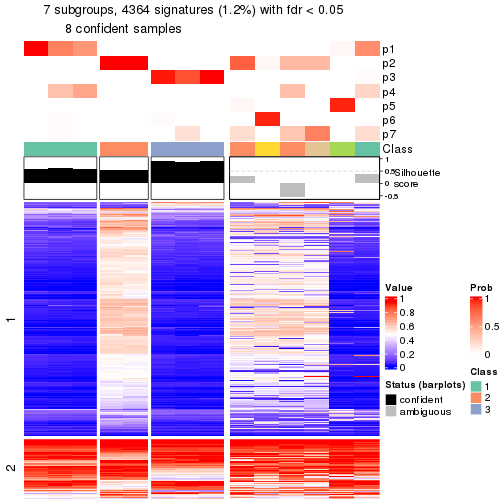 7 subgroups, 4364 signatures (1.2%) with fdr < 0.05
8 confident samples
p1
p2
p3
p4
p5
p6
p7
Class
1
0.5
0
-0.5
Silhouette
score
1
2
Value
1
0.8
0.6
0.4
0.2
0
Prob
1
0.5
0
Status (barplots)
confident
ambiguous
Class
1
2
3